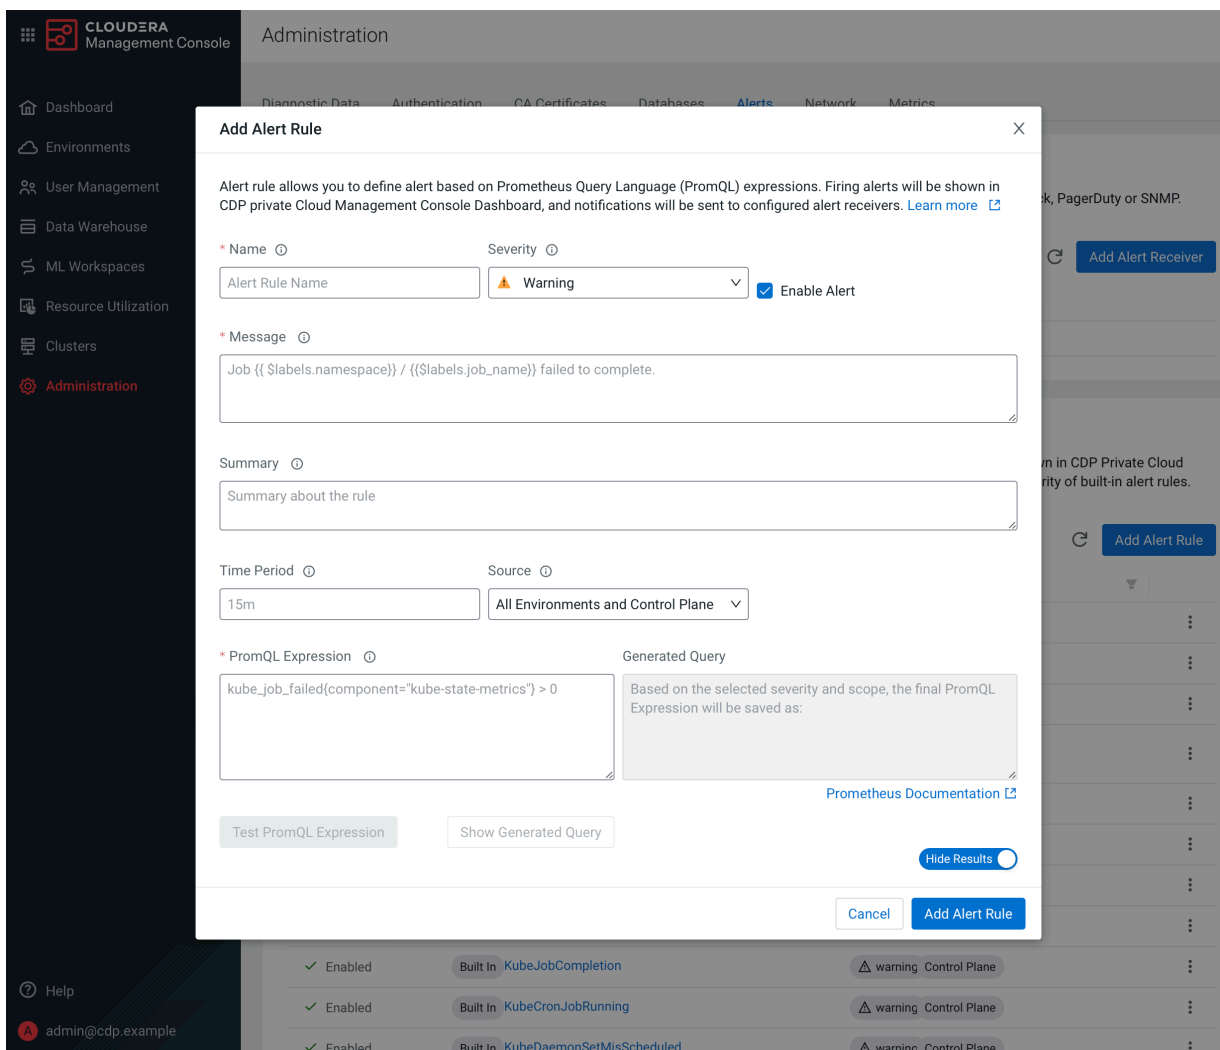 CLOUDERA
Management Console
Administration
Dashboard
Environments
User Management
Data Warehouse
ML Workspaces
Resource Utilization
Clusters
Administration
Help
A admin@cdp.example
Diagnostic Data Authentication CA Certificates Databases Alerts Network Metrics
Add Alert Rule
Alert rule allows you to define alert based on Prometheus Query Language (PromQL) expressions. Firing alerts will be shown in
CDP private Cloud Management Console Dashboard, and notifications will be sent to configured alert receivers. Learn more
* Name Severity
Alert Rule Name Warning Enable Alert
* Message
Job {{ $labels.namespace}} / {{$labels.job_name}} failed to complete.
Summary
Summary about the rule
Time Period Source
15m All Environments and Control Plane
* PromQL Expression Generated Query
kube_job_failed{component="kube-state-metrics"} > 0
Based on the selected severity and scope, the final PromQL
Expression will be saved as:
Prometheus Documentation
Test PromQL Expression Show Generated Query
Hide Results
Cancel Add Alert Rule
PagerDuty or SNMP.
Add Alert Receiver
in CDP Private Cloud
of built-in alert rules.
Add Alert Rule
Enabled Built In KubeJobCompletion warning Control Plane
Enabled Built In KubeCronJobRunning warning Control Plane
Enabled Built In KubeDaemonSetMisScheduled warning Control Plane